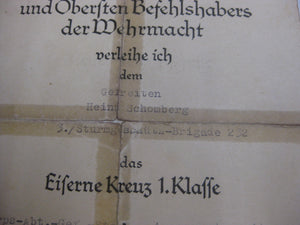 und Obersten Befehlshabers
der Wehrmacht
verleihe ich
dem
Gefreiten
Heinz Schomberg
3./Sturmgeschütz-Brigade 232
das
Eiserne Kreuz 1. Klasse